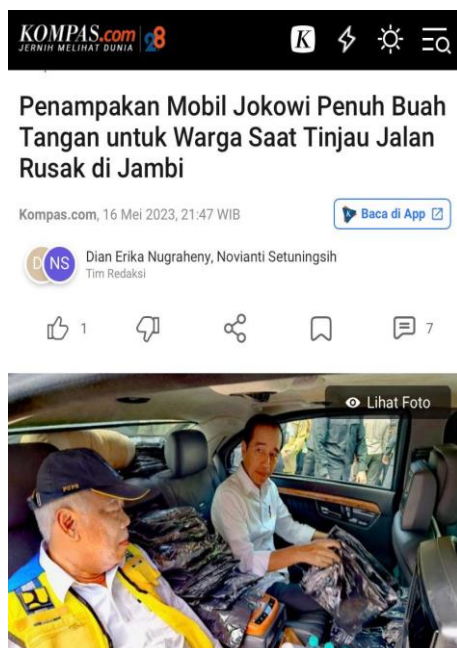 KOMPAS.com 28
JERNIH MELIHAT DUNIA
K
Penampakan Mobil Jokowi Penuh Buah
Tangan untuk Warga Saat Tinjau Jalan
Rusak di Jambi
Kompas.com, 16 Mei 2023, 21:47 WIB
Baca di App
D NS
Dian Erika Nugraheny, Novianti Setuningsih
Tim Redaksi
1
7
Lihat Foto
PUPR